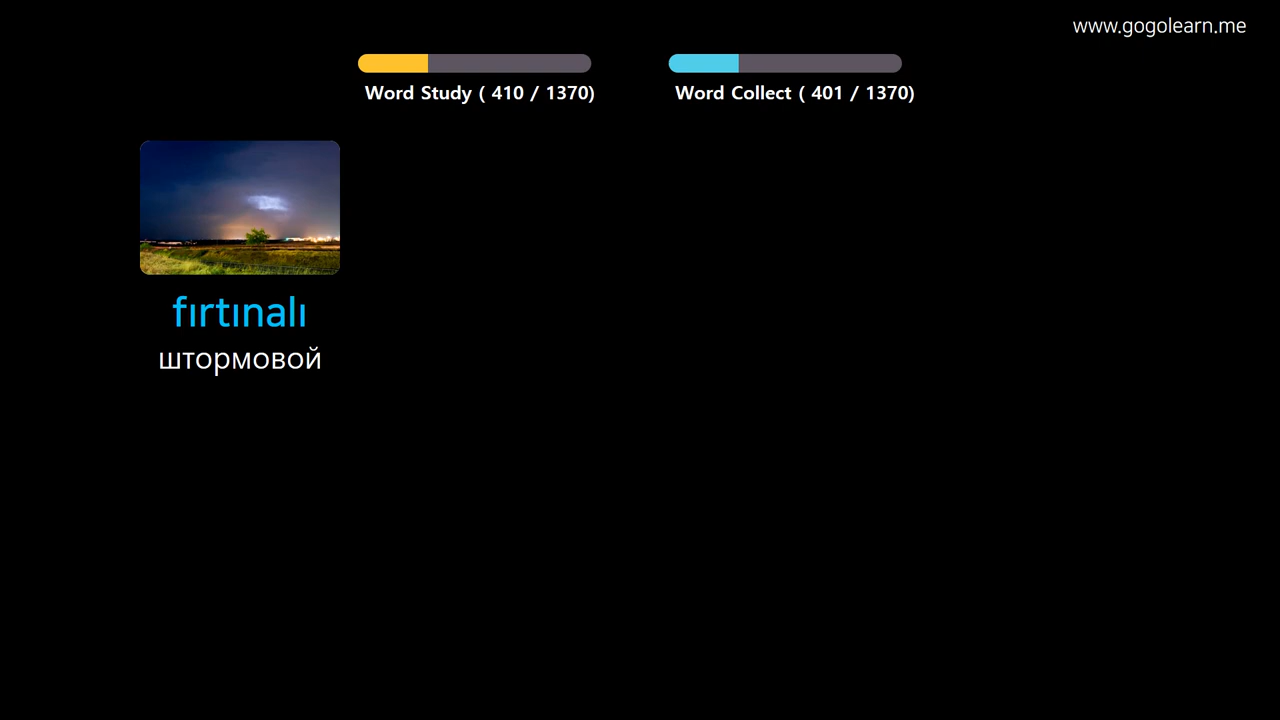 www.gogolearn.me
Word Study ( 410 / 1370)
Word Collect ( 401 / 1370)
fırtınalı
штормовой